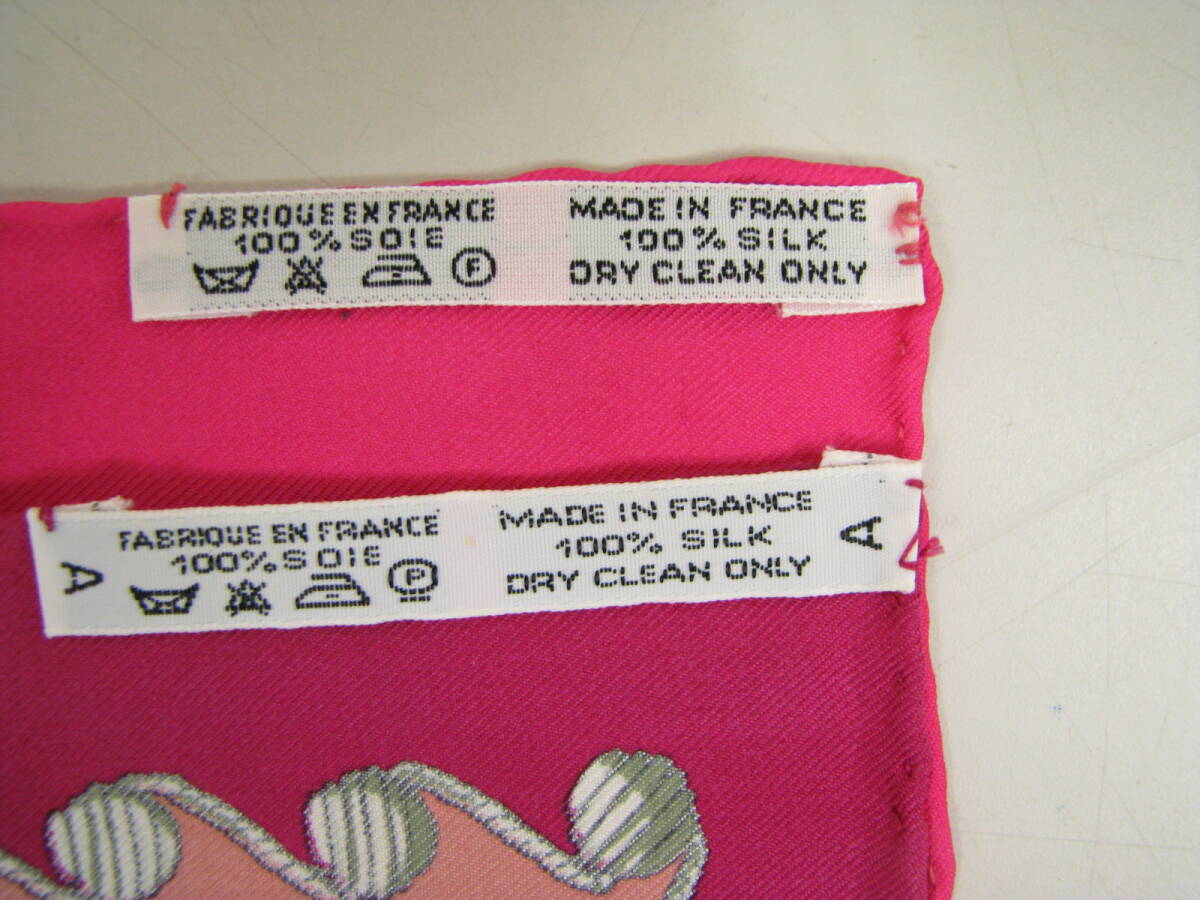 FABRIQUE EN FRANCE
100% SOIE
F
MADE IN FRANCE
100% SILK
DRY CLEAN ONLY
A
FABRIQUE EN FRANCE
100% SOIE
P
MADE IN FRANCE
100% SILK
DRY CLEAN ONLY
A